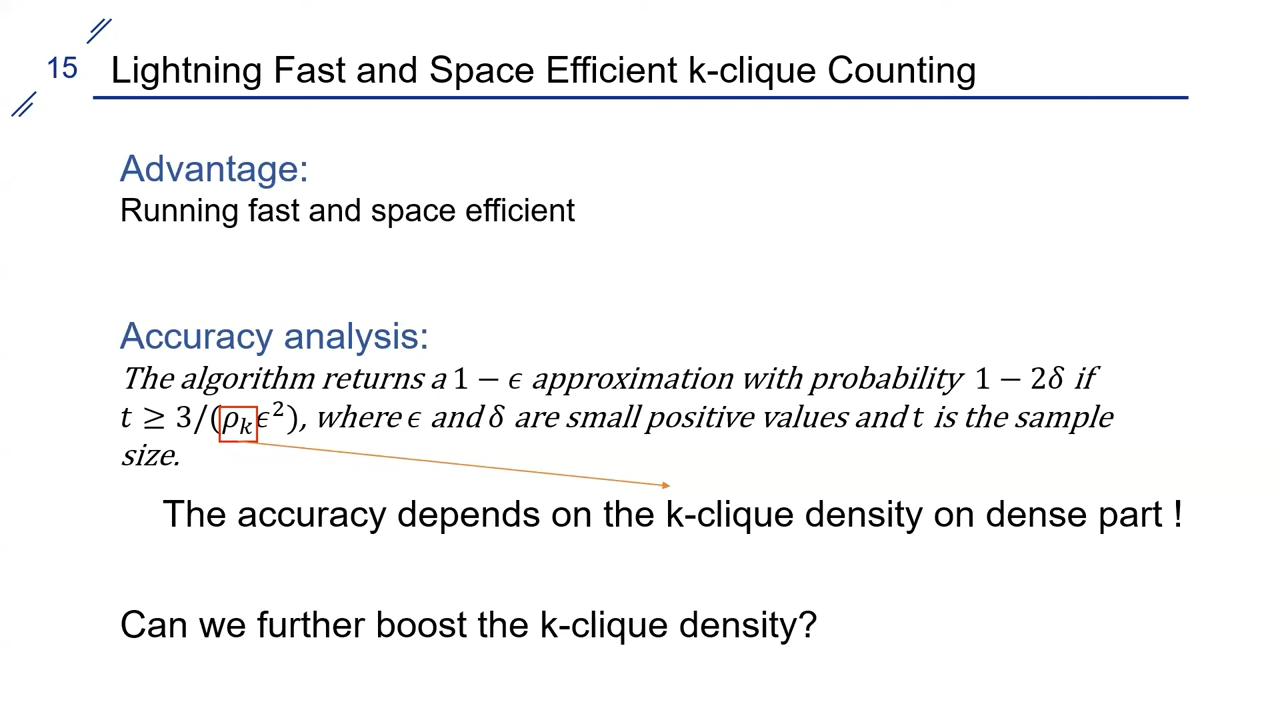 15
Lightning Fast and Space Efficient k-clique Counting
Advantage:
Running fast and space efficient
Accuracy analysis:
The algorithm returns a 1 − ϵ approximation with probability 1 − 2δ if
t ≥ 3/(ρₖϵ²), where ϵ and δ are small positive values and t is the sample
size.
The accuracy depends on the k-clique density on dense part !
Can we further boost the k-clique density?